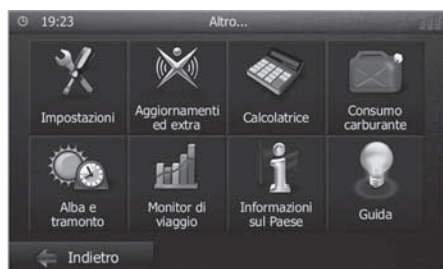 19:23
Altro...
Impostazioni
Aggiornamenti
ed extra
Calcolatrice
Consumo
carburante
Alba e
tramonto
Monitor di
viaggio
Informazioni
sul Paese
Guida
Indietro